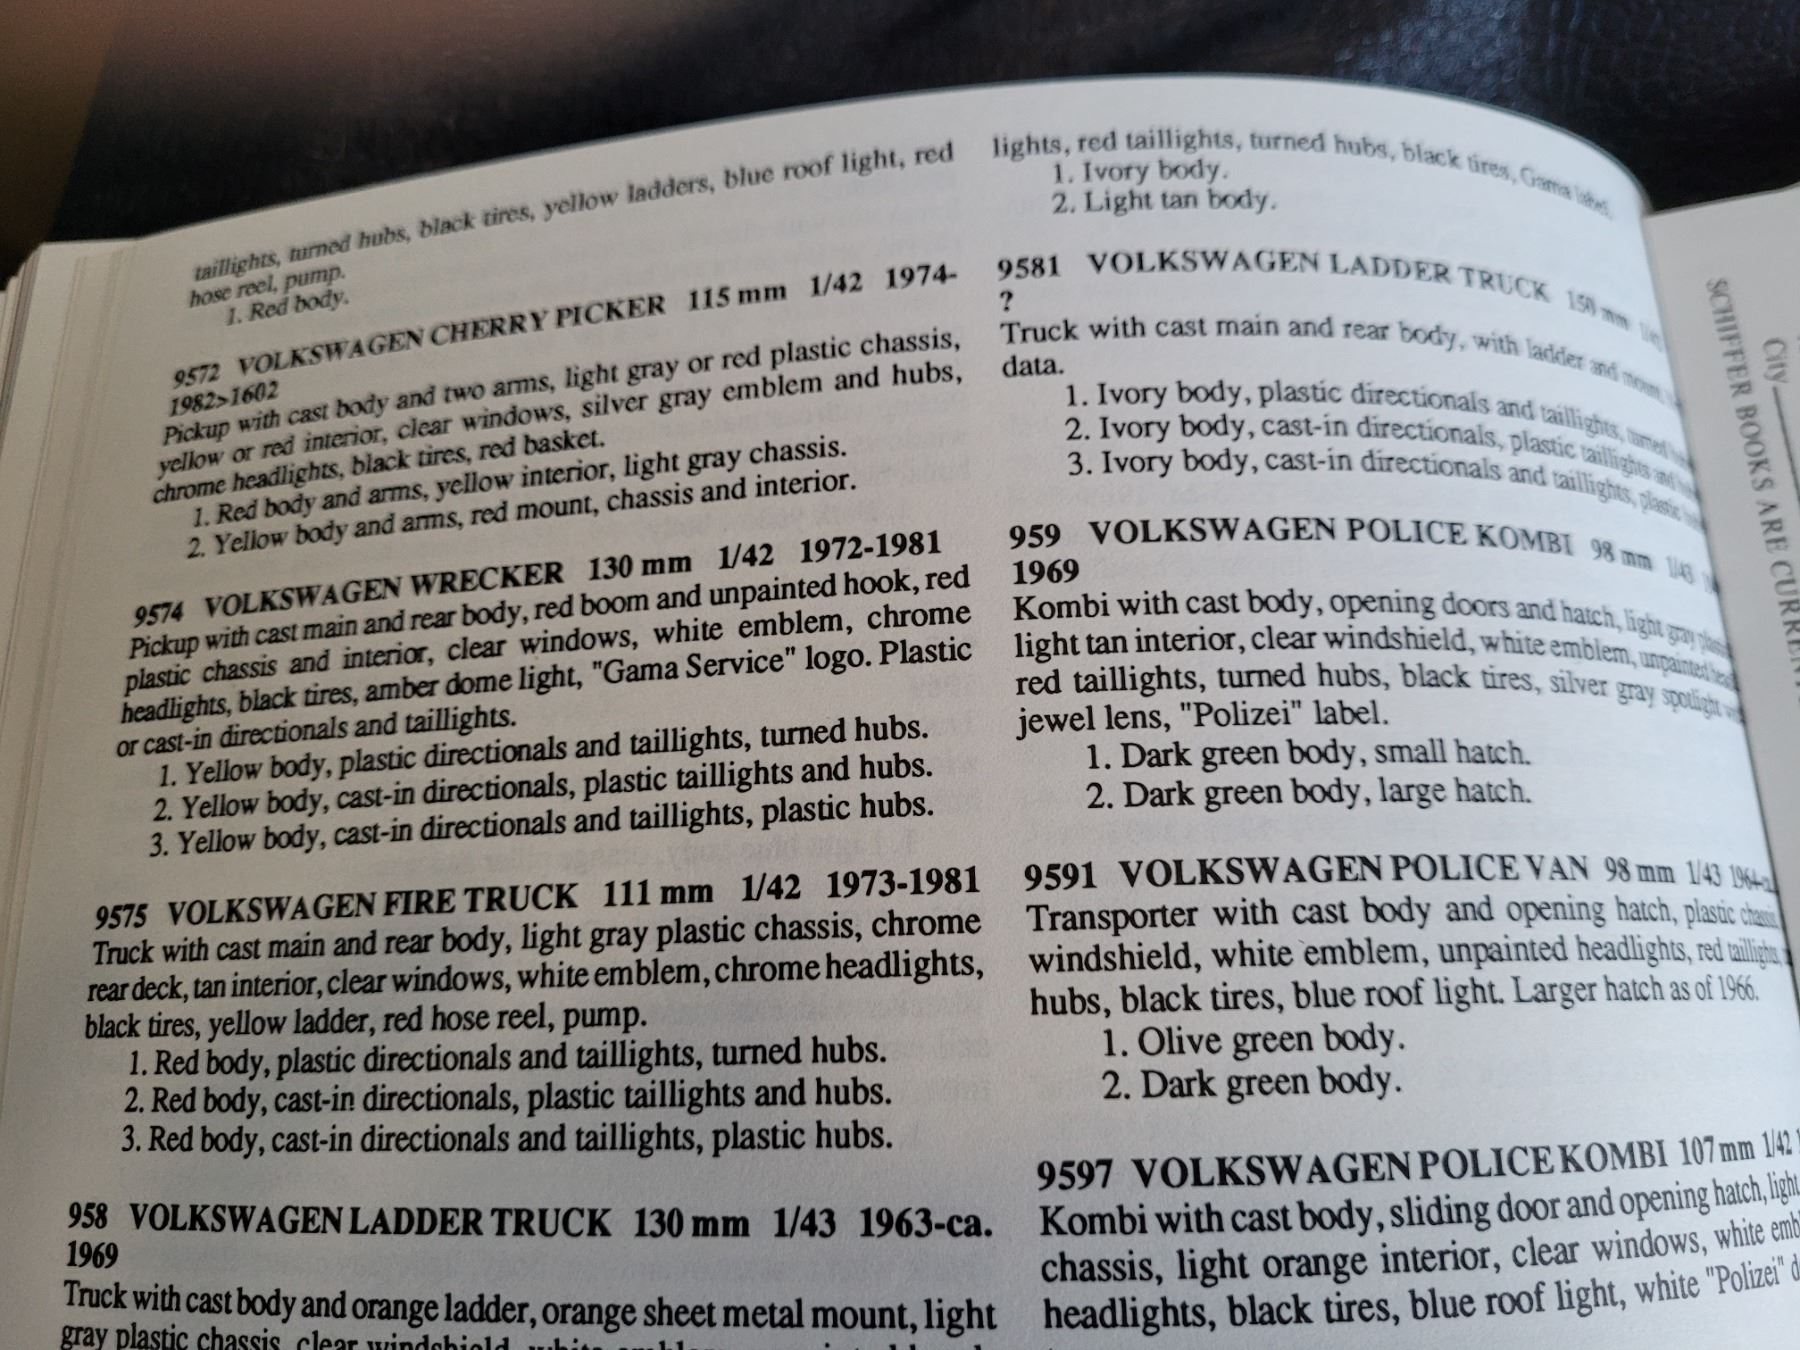 taillights, turned hubs, black tires, yellow ladders, blue roof light, red
hose reel, pump.
1. Red body.
9572 VOLKSWAGEN CHERRY PICKER 115 mm 1/42 1974-
1982>1602
Pickup with cast body and two arms, light gray or red plastic chassis,
yellow or red interior, clear windows, silver gray emblem and hubs,
chrome headlights, black tires, red basket.
1. Red body and arms, yellow interior, light gray chassis.
2. Yellow body and arms, red mount, chassis and interior.
9574 VOLKSWAGEN WRECKER 130 mm 1/42 1972-1981
Pickup with cast main and rear body, red boom and unpainted hook, red
plastic chassis and interior, clear windows, white emblem, chrome
headlights, black tires, amber dome light, "Gama Service" logo. Plastic
or cast-in directionals and taillights.
1. Yellow body, plastic directionals and taillights, turned hubs.
2. Yellow body, cast-in directionals, plastic taillights and hubs.
3. Yellow body, cast-in directionals and taillights, plastic hubs.
9575 VOLKSWAGEN FIRE TRUCK 111 mm 1/42 1973-1981
Truck with cast main and rear body, light gray plastic chassis, chrome
rear deck, tan interior, clear windows, white emblem, chrome headlights,
black tires, yellow ladder, red hose reel, pump.
1. Red body, plastic directionals and taillights, turned hubs.
2. Red body, cast-in directionals, plastic taillights and hubs.
3. Red body, cast-in directionals and taillights, plastic hubs.
958 VOLKSWAGEN LADDER TRUCK 130 mm 1/43 1963-ca.
1969
Truck with cast body and orange ladder, orange sheet metal mount, light
gray plastic chassis, clear windshield, white
lights, red taillights, turned hubs, black tires, Gama label.
1. Ivory body.
2. Light tan body.
9581 VOLKSWAGEN LADDER TRUCK 150 mm
?
Truck with cast main and rear body, with ladder and mount
data.
1. Ivory body, plastic directionals and taillights, turned
2. Ivory body, cast-in directionals, plastic taillights and
3. Ivory body, cast-in directionals and taillights, plastic
959 VOLKSWAGEN POLICE KOMBI 98 mm 1/43
1969
Kombi with cast body, opening doors and hatch, light gray
light tan interior, clear windshield, white emblem, unpainted
red taillights, turned hubs, black tires, silver gray spotlight
jewel lens, "Polizei" label.
1. Dark green body, small hatch.
2. Dark green body, large hatch.
9591 VOLKSWAGEN POLICE VAN 98 mm 1/43 1964-
Transporter with cast body and opening hatch, plastic
windshield, white emblem, unpainted headlights, red taillights,
hubs, black tires, blue roof light. Larger hatch as of 1966.
1. Olive green body.
2. Dark green body.
9597 VOLKSWAGEN POLICE KOMBI 107 mm 1/42
Kombi with cast body, sliding door and opening hatch, light
chassis, light orange interior, clear windows, white
headlights, black tires, blue roof light, white "Polizei"
City
SCHIFFER BOOKS ARE